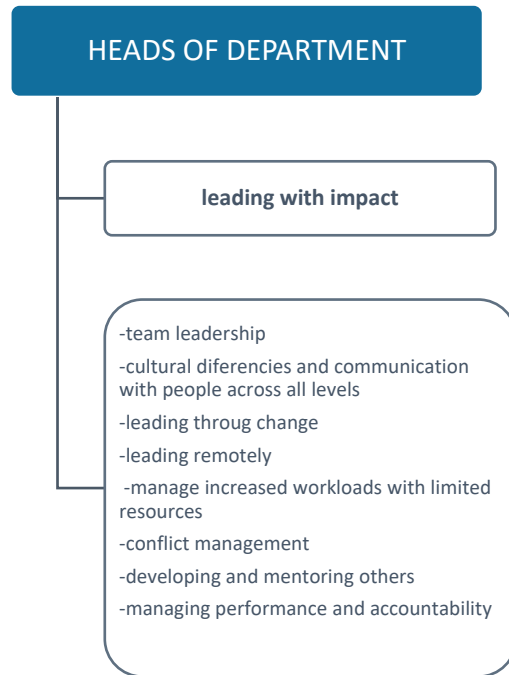 HEADS OF DEPARTMENT
leading with impact
-team leadership
-cultural diferencies and communication
with people across all levels
-leading throug change
-leading remotely
-manage increased workloads with limited
resources
-conflict management
-developing and mentoring others
-managing performance and accountability